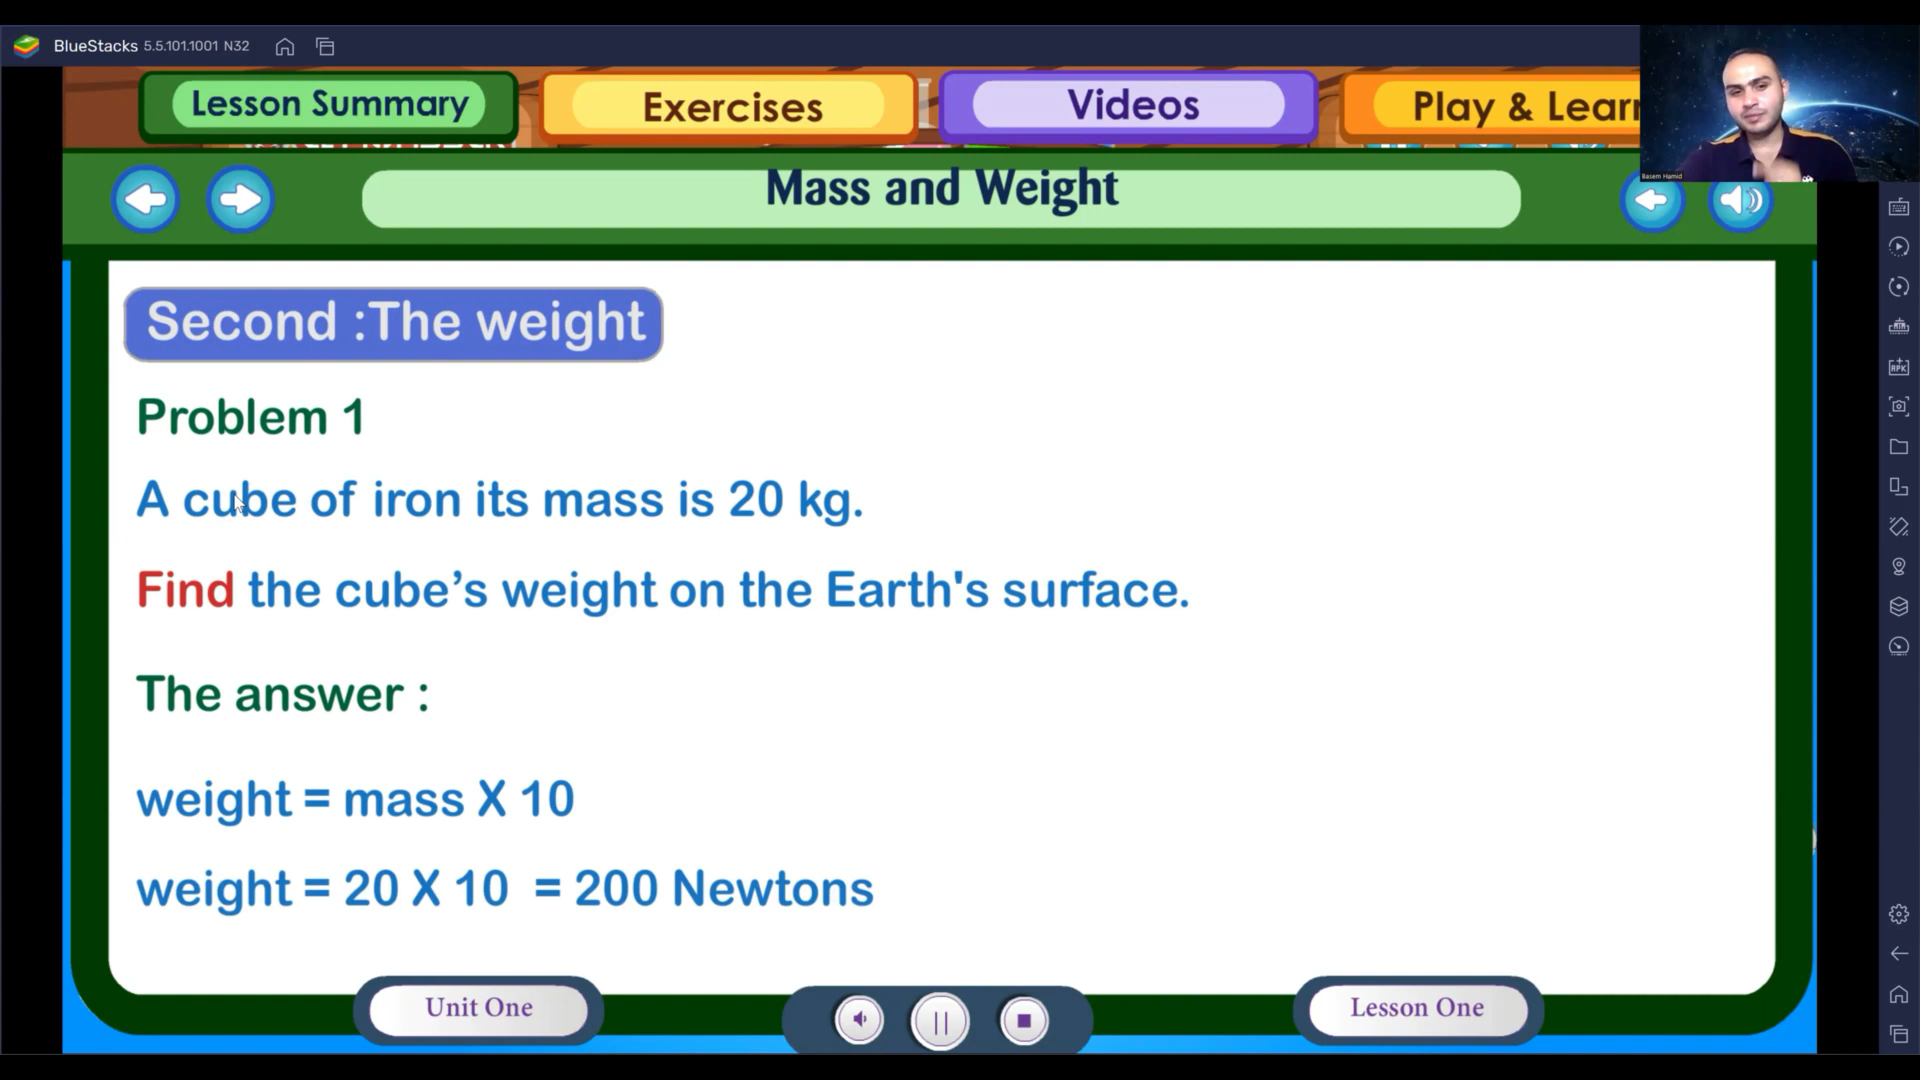 BlueStacks 5.5.101.1001 N32
Lesson Summary
Exercises
Videos
Play & Lear
Basem Hamid
Mass and Weight
Second :The weight
Problem 1
A cube of iron its mass is 20 kg.
Find the cube’s weight on the Earth's surface.
The answer :
weight = mass X 10
weight = 20 X 10 = 200 Newtons
Unit One
Lesson One